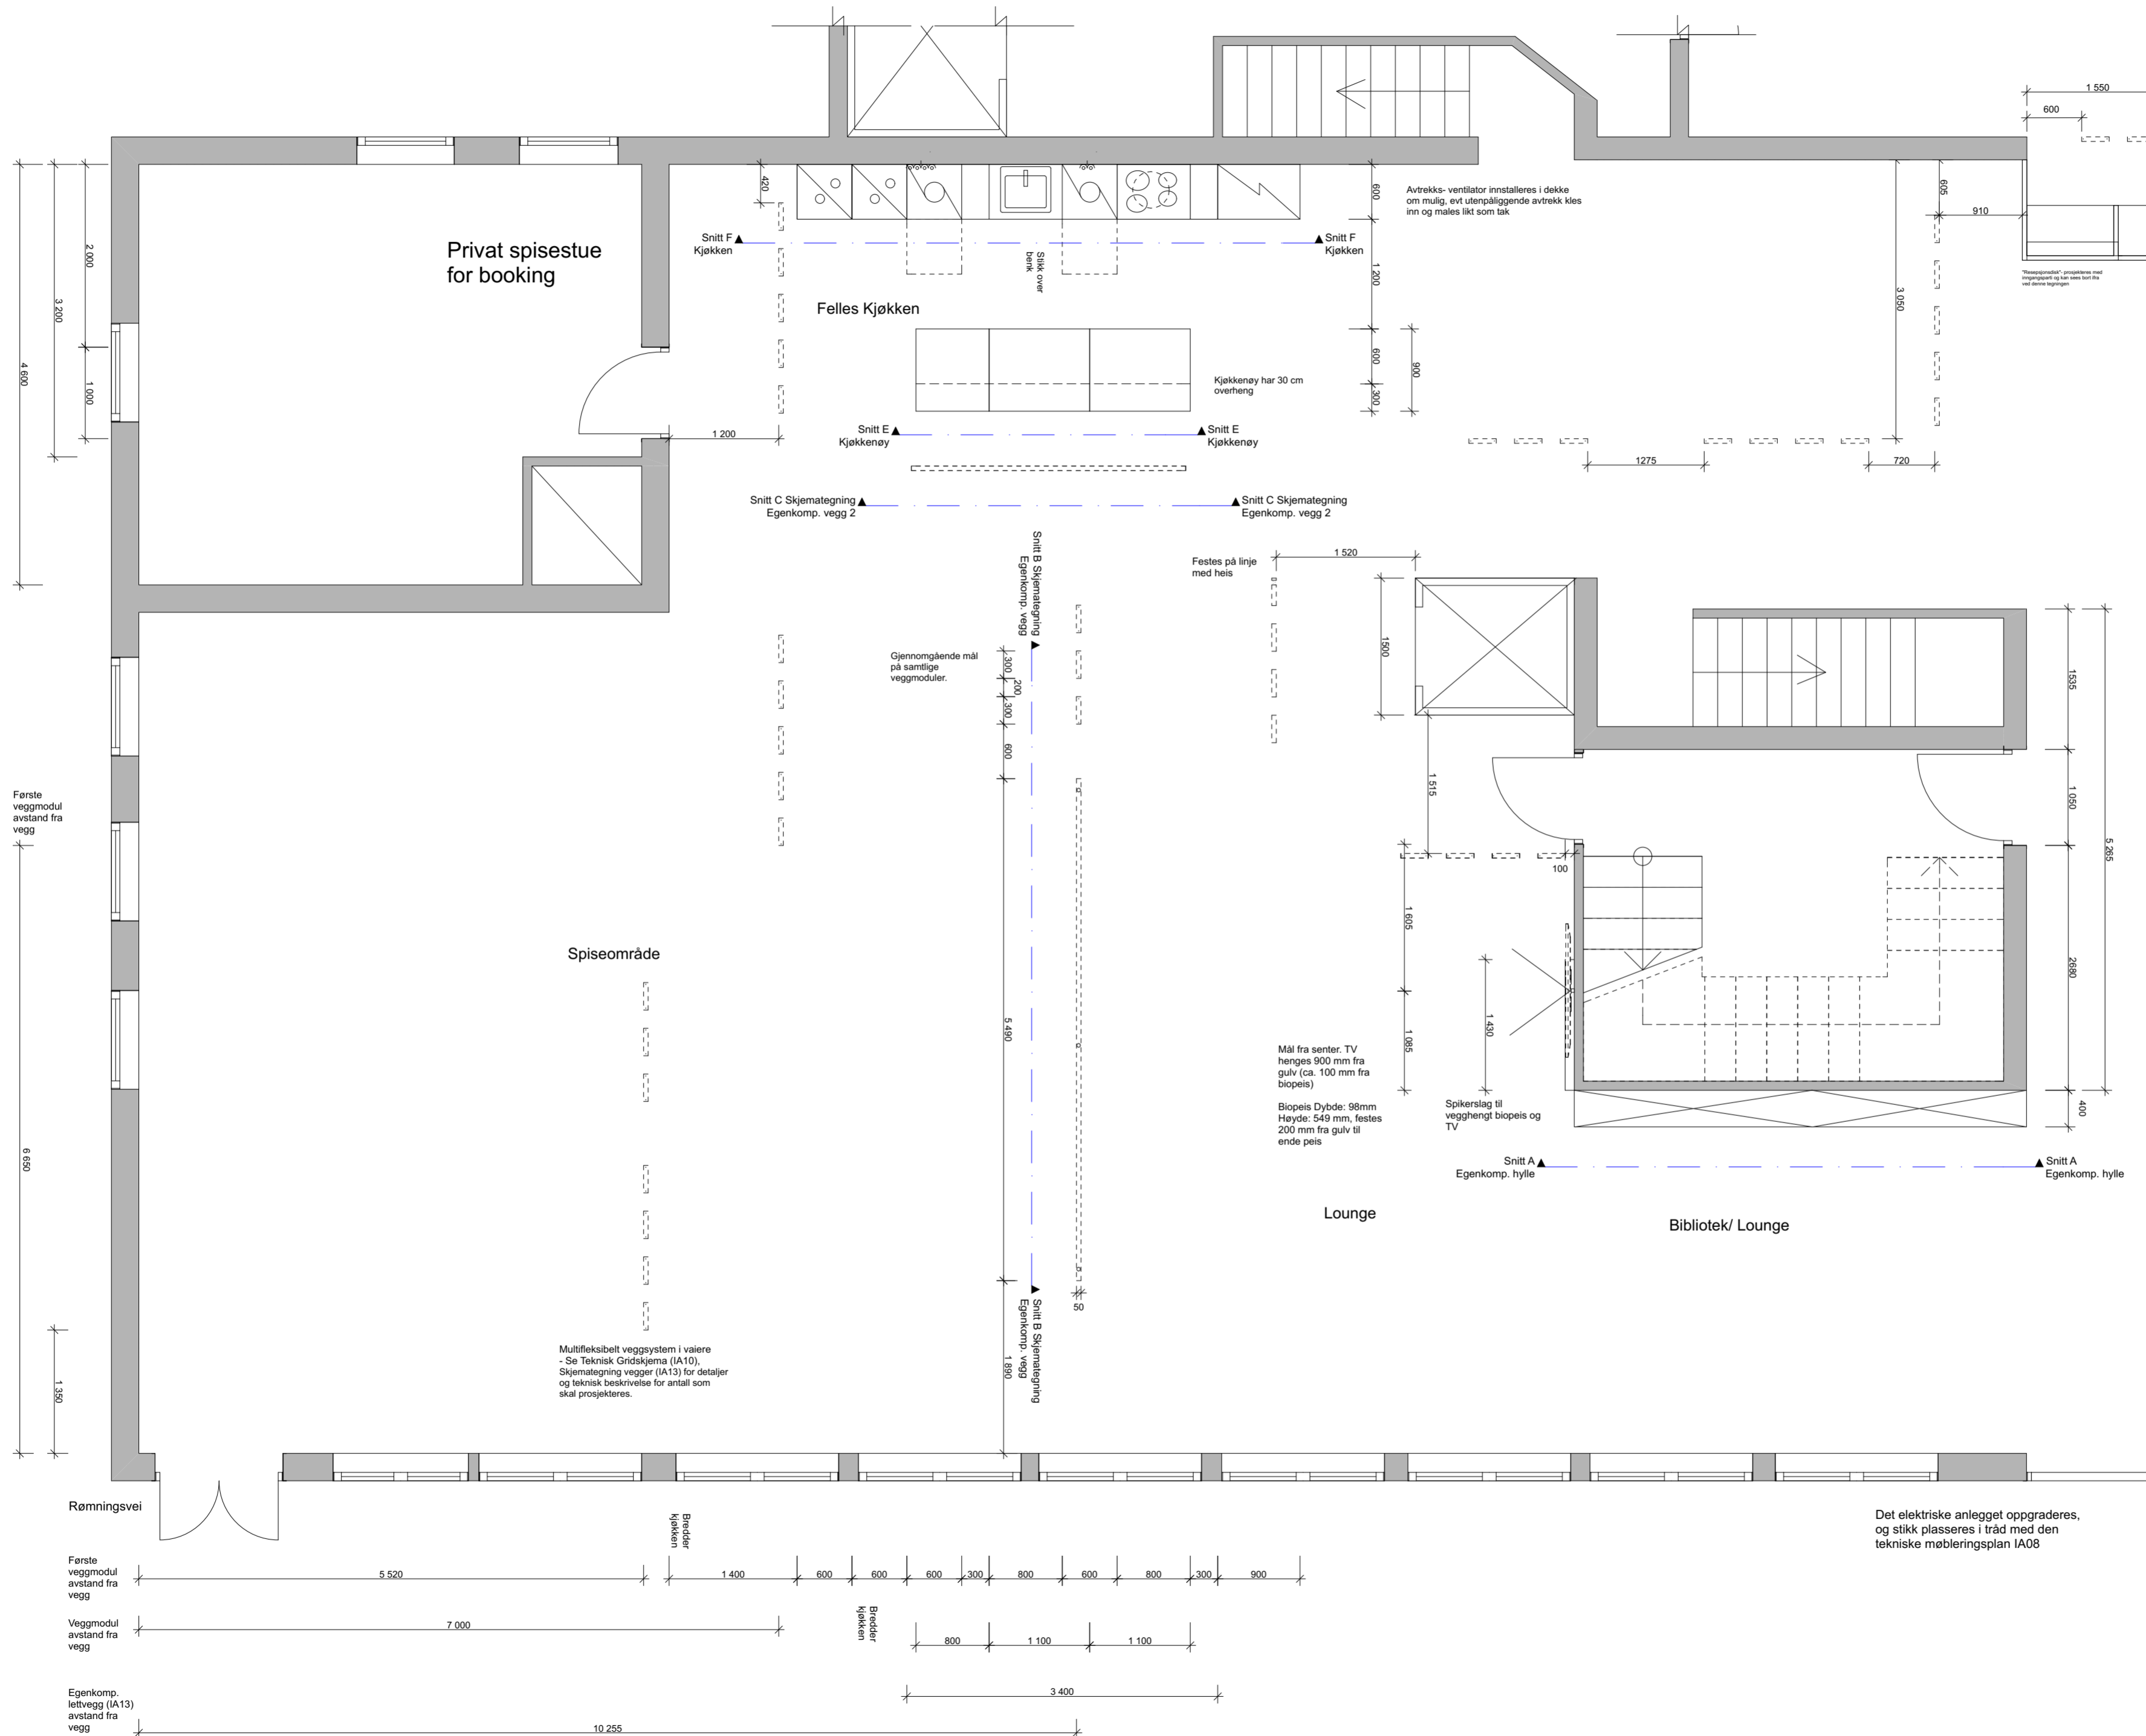 1 550
600
420
600
Avtrekks- ventilator innstalleres i dekke
om mulig, evt utenpåliggende avtrekk kles
inn og males likt som tak
605
910
2 000
3 200
4 600
1 000
Privat spisestue
for booking
Snitt F
Kjøkken
Snitt F
Kjøkken
Stikk over
benk
1 200
3 050
"Resepsjonsdisk"- prosjekteres med
inngangsparti og kan sees bort ifra
ved denne tegningen
Felles Kjøkken
600
900
300
Kjøkkenøy har 30 cm
overheng
1 200
Snitt E
Kjøkkenøy
Snitt E
Kjøkkenøy
1275
720
Snitt C Skjemategning
Egenkomp. vegg 2
Snitt C Skjemategning
Egenkomp. vegg 2
Snitt B Skjemategning
Egenkomp. vegg
Festes på linje
med heis
1 520
1500
1535
Gjennomgående mål
på samtlige
veggmoduler.
300
200
300
600
1 515
1 050
5 265
Første
veggmodul
avstand fra
vegg
100
1 605
2680
Spiseområde
5 490
1 430
1 085
Mål fra senter. TV
henges 900 mm fra
gulv (ca. 100 mm fra
biopeis)
Biopeis Dybde: 98mm
Høyde: 549 mm, festes
200 mm fra gulv til
ende peis
Spikerslag til
vegghengt biopeis og
TV
400
6 650
Snitt A
Egenkomp. hylle
Snitt A
Egenkomp. hylle
Lounge
Bibliotek/ Lounge
50
Snitt B Skjemategning
Egenkomp. vegg
1 890
1 350
Multifleksibelt veggsystem i vaiere
- Se Teknisk Gridskjema (IA10),
Skjemategning vegger (IA13) for detaljer
og teknisk beskrivelse for antall som
skal prosjekteres.
Rømningsvei
Det elektriske anlegget oppgraderes,
og stikk plasseres i tråd med den
tekniske møbleringsplan IA08
Bredder
kjøkken
Første
veggmodul
avstand fra
vegg
5 520
1 400
600
600
600
300
800
600
800
300
900
Bredder
kjøkken
Veggmodul
avstand fra
vegg
7 000
800
1 100
1 100
Egenkomp.
lettvegg (IA13)
avstand fra
vegg
3 400
10 255